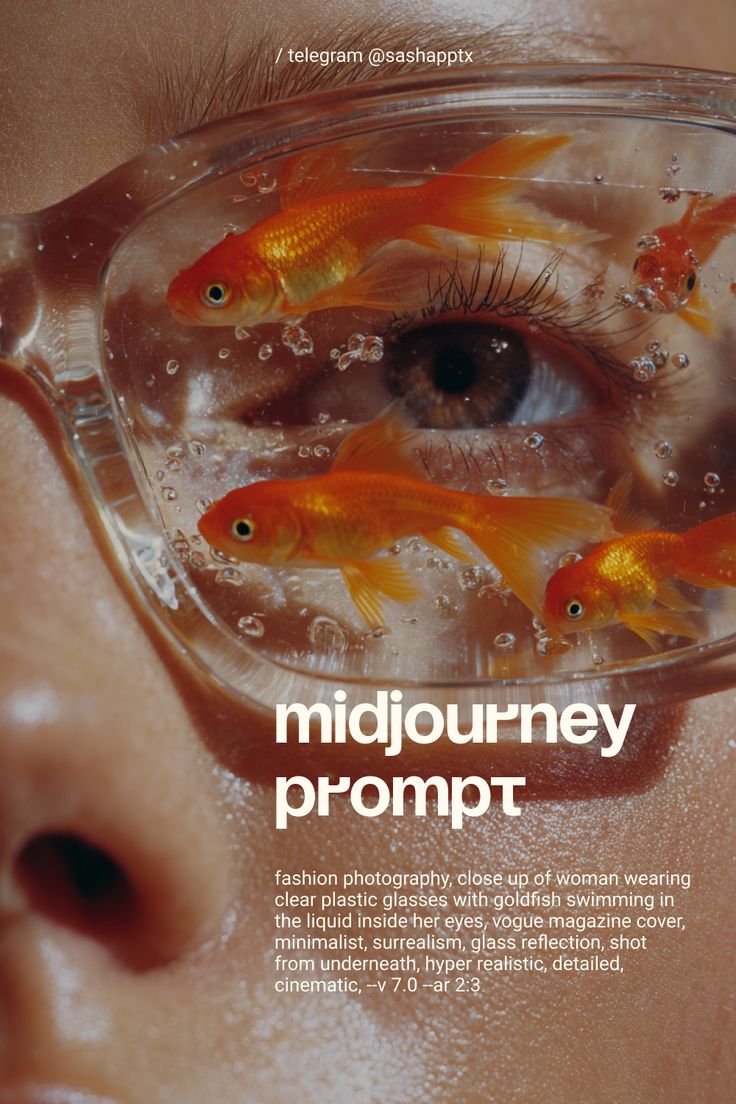 / telegram @sashapptx
midjourney
prompt
fashion photography, close up of woman wearing
clear plastic glasses with goldfish swimming in
the liquid inside her eyes, vogue magazine cover,
minimalist, surrealism, glass reflection, shot
from underneath, hyper realistic, detailed,
cinematic, --v 7.0 --ar 2:3